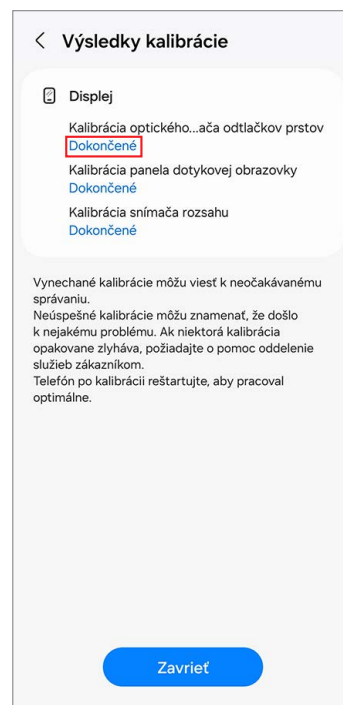 Výsledky kalibrácie
Displej
Kalibrácia optického...ača odtlačkov prstov
Dokončené
Kalibrácia panela dotykovej obrazovky
Dokončené
Kalibrácia snímača rozsahu
Dokončené
Vynechané kalibrácie môžu viesť k neočakávanému
správaniu.
Neúspešné kalibrácie môžu znamenať, že došlo
k nejakému problému. Ak niektorá kalibrácia
opakovane zlyháva, požiadajte o pomoc oddelenie
služieb zákazníkom.
Telefón po kalibrácii reštartujte, aby pracoval
optimálne.
Zavrieť